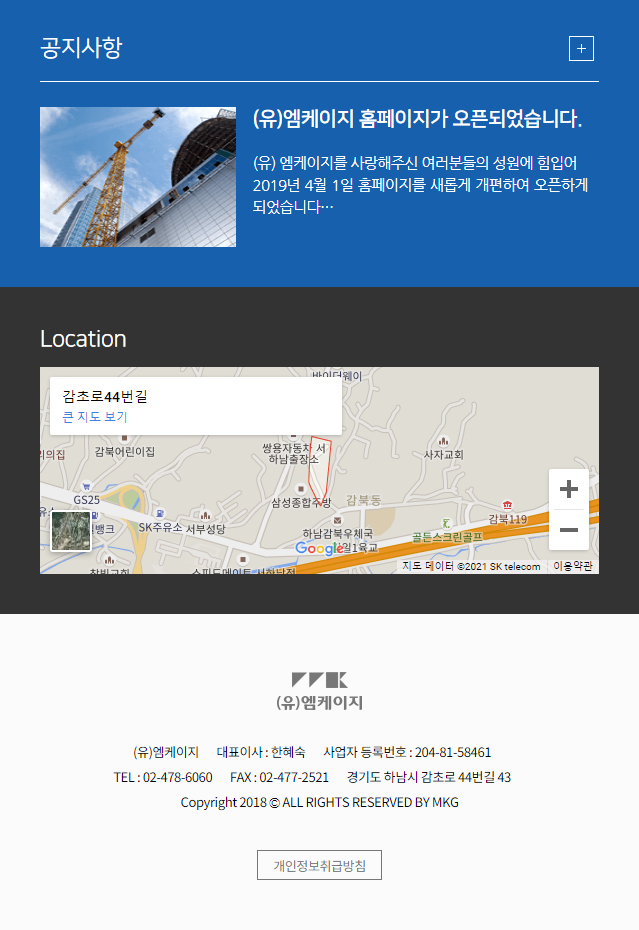 공지사항
(유)엠케이지 홈페이지가 오픈되었습니다.
(유) 엠케이지를 사랑해주신 여러분들의 성원에 힘입어
2019년 4월 1일 홈페이지를 새롭게 개편하여 오픈하게
되었습니다…
Location
바이더웨이
감초로44번길
큰 지도 보기
쌍용자동차 서
하남출장소
감북어린이집
사자교회
GS25
삼성종합주방
감북동
뱅크
SK주유소
서부성당
하남감북우체국
감북119
골든스크린골프
Google
길1육교
지도 데이터 ©2021 SK telecom
이용약관
(유)엠케이지
(유)엠케이지 대표이사 : 한혜숙 사업자 등록번호 : 204-81-58461
TEL : 02-478-6060 FAX : 02-477-2521 경기도 하남시 감초로 44번길 43
Copyright 2018 © ALL RIGHTS RESERVED BY MKG
개인정보취급방침